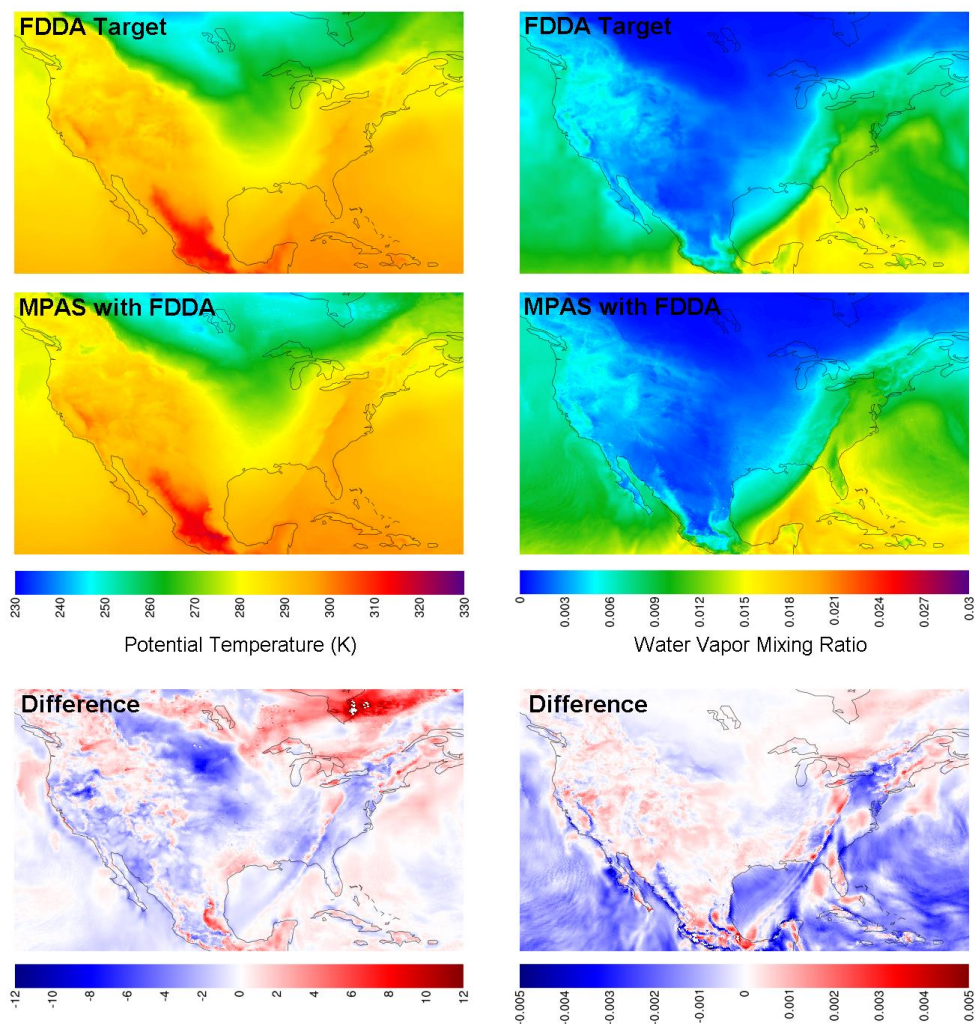 FDDA Target
FDDA Target
MPAS with FDDA
MPAS with FDDA
230 240 250 260 270 280 290 300 310 320 330
0 0.003 0.006 0.009 0.012 0.015 0.018 0.021 0.024 0.027 0.03
Potential Temperature (K)
Water Vapor Mixing Ratio
Difference
Difference
-12 -10 -8 -6 -4 -2 0 2 4 6 8 10 12
-0.005 -0.004 -0.003 -0.002 -0.001 0 0.001 0.002 0.003 0.004 0.005